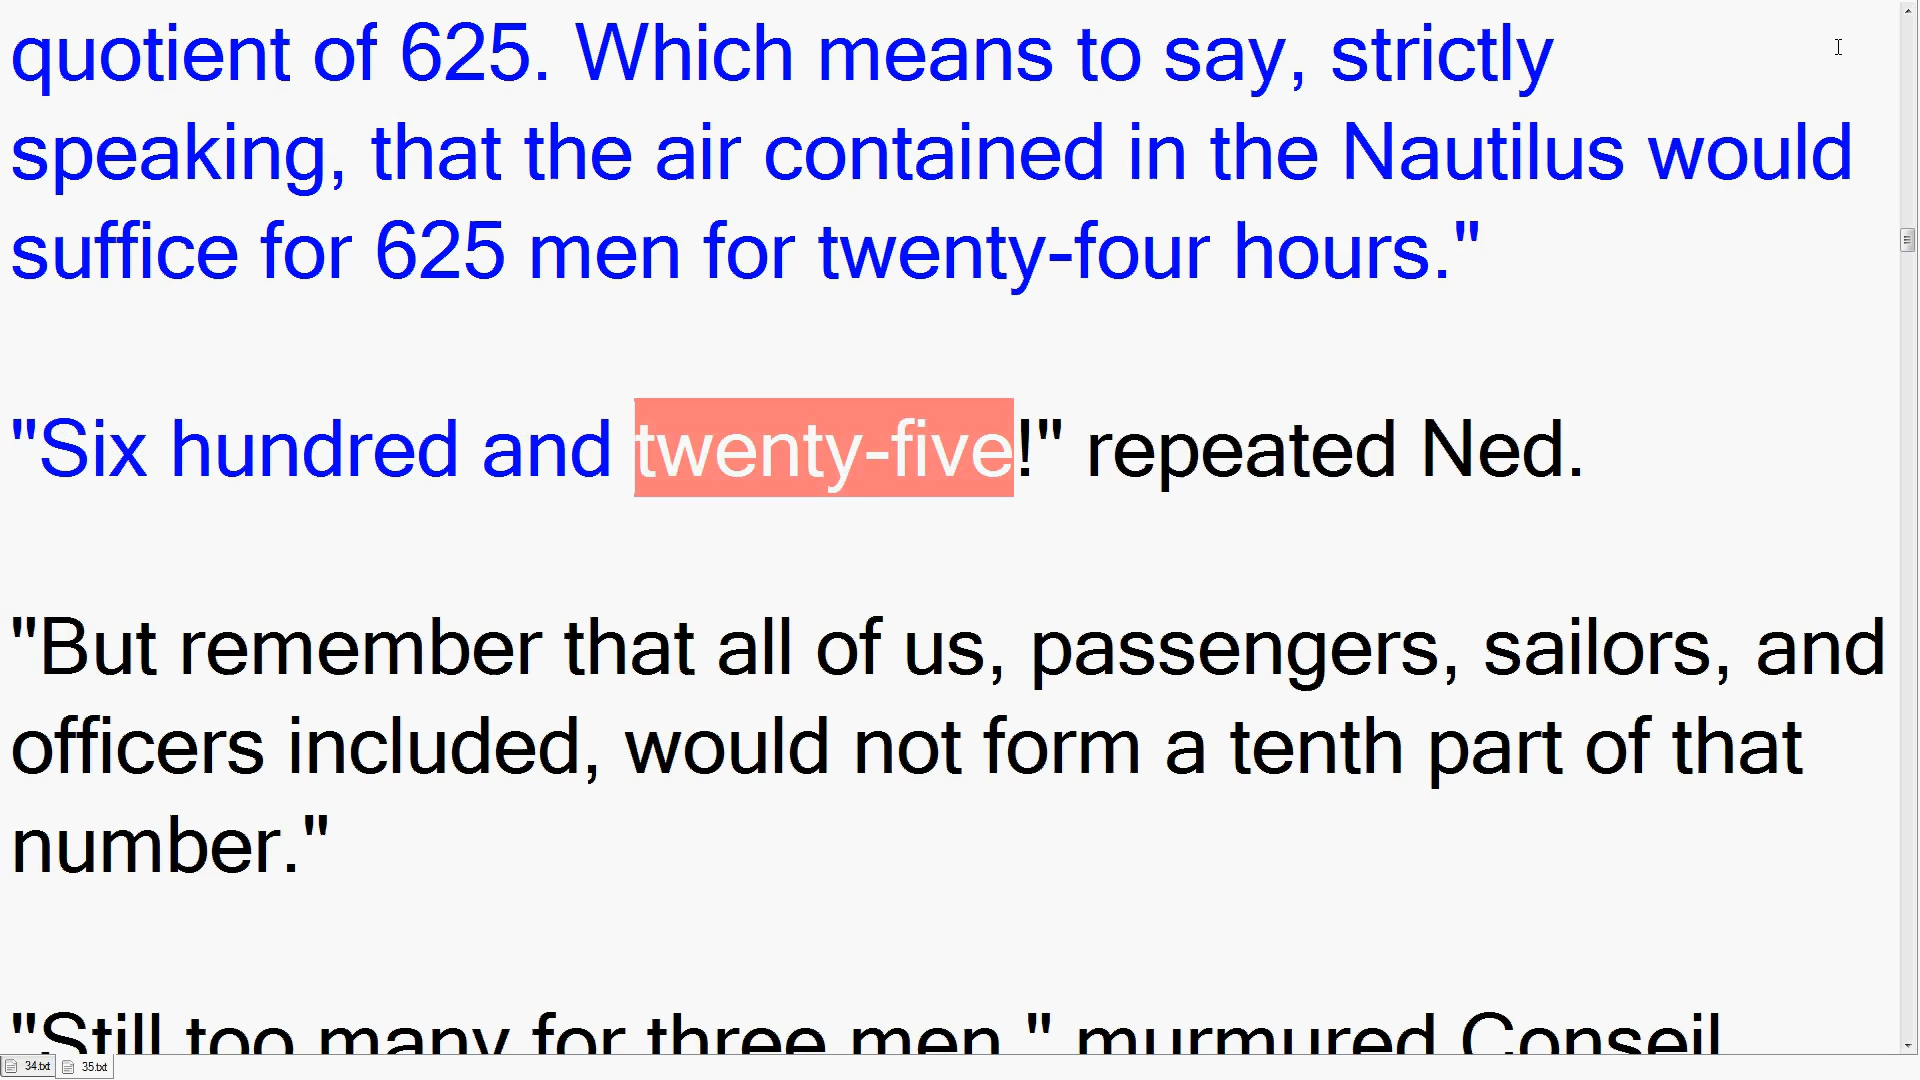 quotient of 625. Which means to say, strictly
speaking, that the air contained in the Nautilus would
suffice for 625 men for twenty-four hours."
"Six hundred and twenty-five!" repeated Ned.
"But remember that all of us, passengers, sailors, and
officers included, would not form a tenth part of that
number."
"Still too many for three men," murmured Conseil
34.txt 35.txt